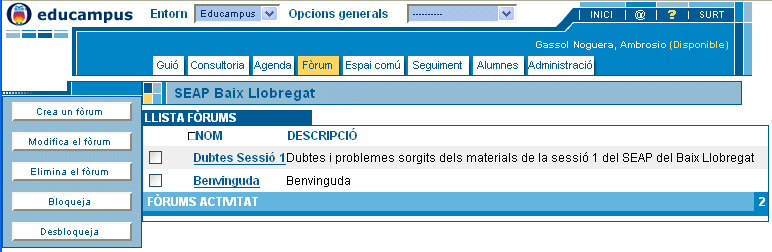 educampus Entorn Educampus Opcions generals ----------
| INICI | @ | ? | SURT
Gassol Noguera, Ambrosio (Disponible)
Guió Consultoria Agenda Fòrum Espai comú Seguiment Alumnes Administració
SEAP Baix Llobregat
Crea un fòrum
Modifica el fòrum
Elimina el fòrum
Bloqueja
Desbloqueja
LLISTA FÒRUMS
NOM DESCRIPCIÓ
Dubtes Sessió 1 Dubtes i problemes sorgits dels materials de la sessió 1 del SEAP del Baix Llobregat
Benvinguda Benvinguda
FÒRUMS ACTIVITAT 2